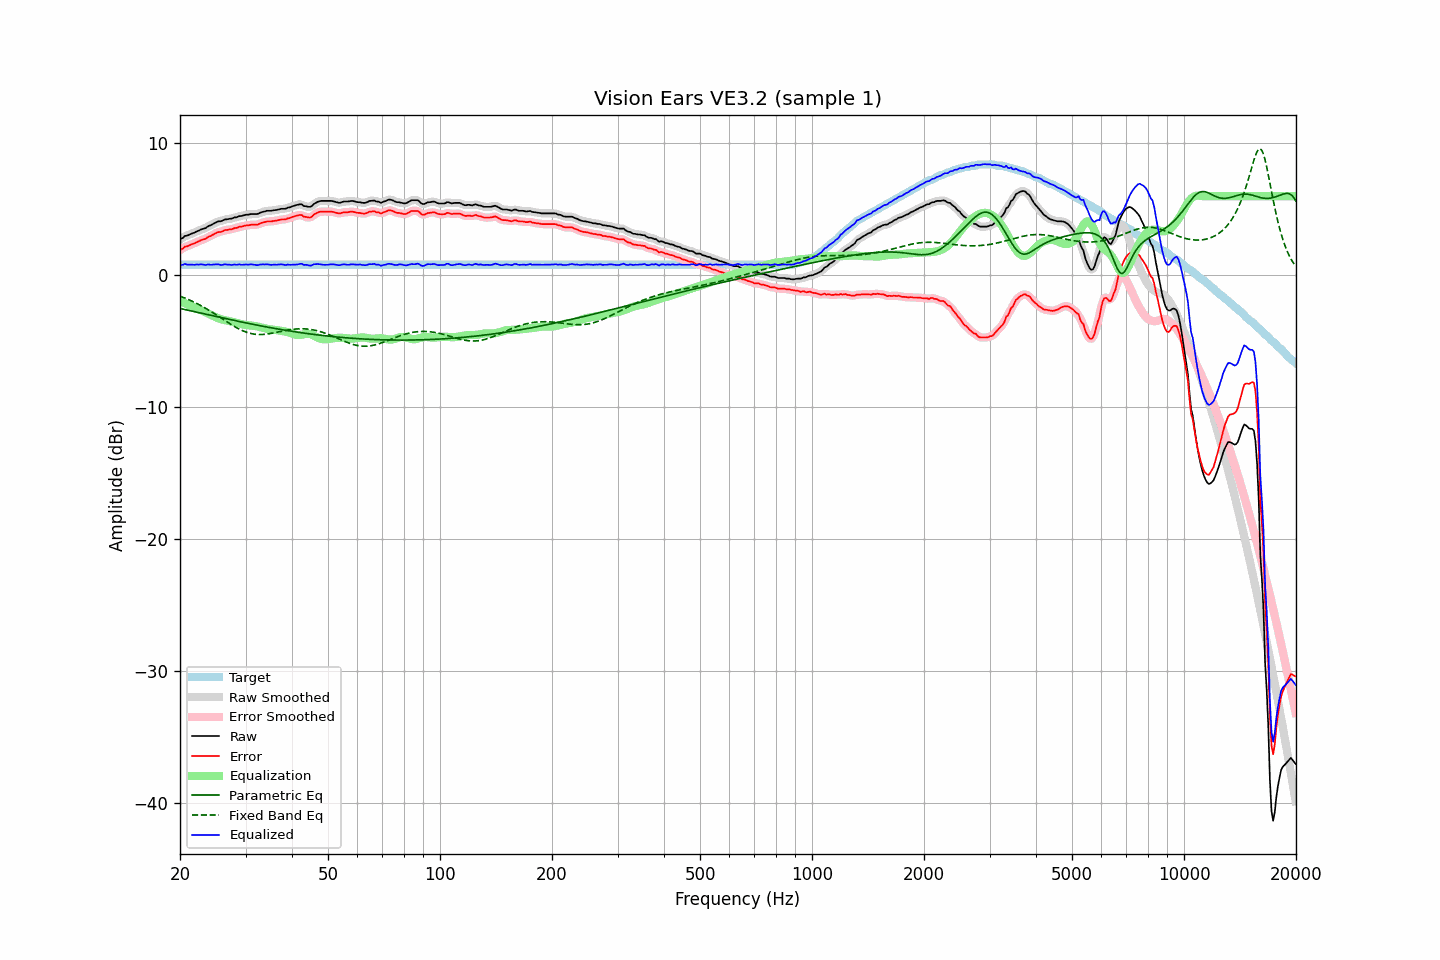 Vision Ears VE3.2 (sample 1)
10
0
−10
−20
−30
−40
Amplitude (dBr)
Target
Raw Smoothed
Error Smoothed
Raw
Error
Equalization
Parametric Eq
Fixed Band Eq
Equalized
20 50 100 200 500 1000 2000 5000 10000 20000
Frequency (Hz)